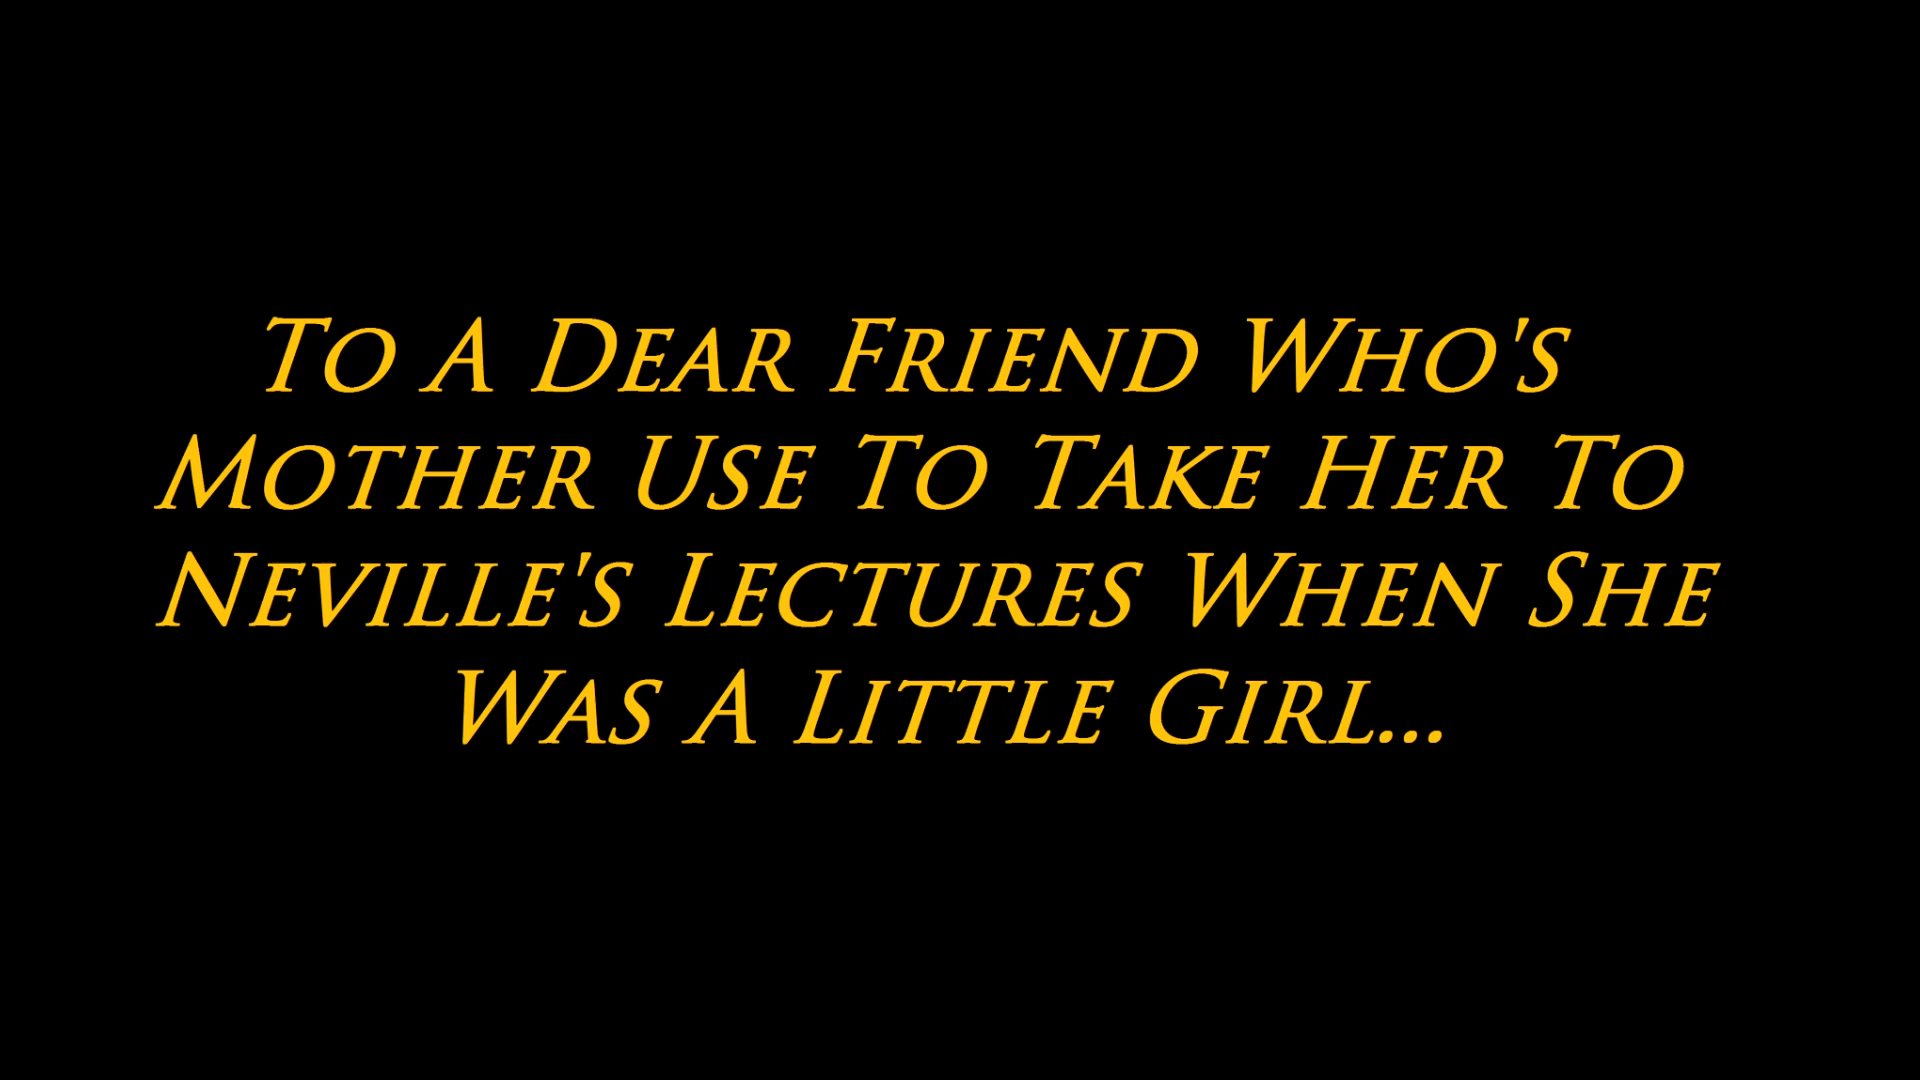 To A Dear Friend Who's
Mother Use To Take Her To
Neville's Lectures When She
Was A Little Girl...